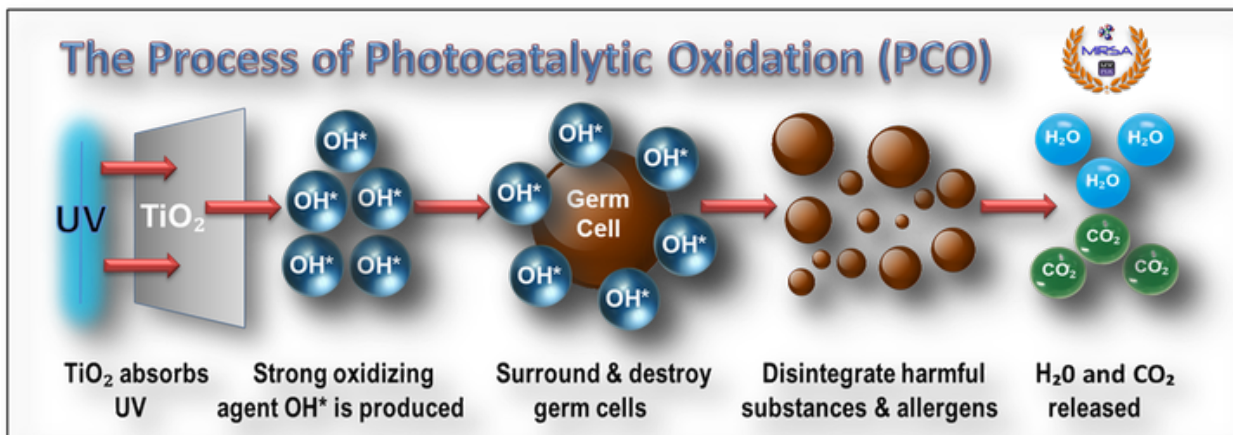 The Process of Photocatalytic Oxidation (PCO)
MRSA
UV
TiO₂
OH*
OH*
OH*
OH*
OH*
OH*
OH*
OH*
OH*
OH*
OH*
Germ
Cell
H₂O
H₂O
H₂O
CO₂
CO₂
CO₂
TiO₂ absorbs
UV
Strong oxidizing
agent OH* is produced
Surround & destroy
germ cells
Disintegrate harmful
substances & allergens
H₂0 and CO₂
released